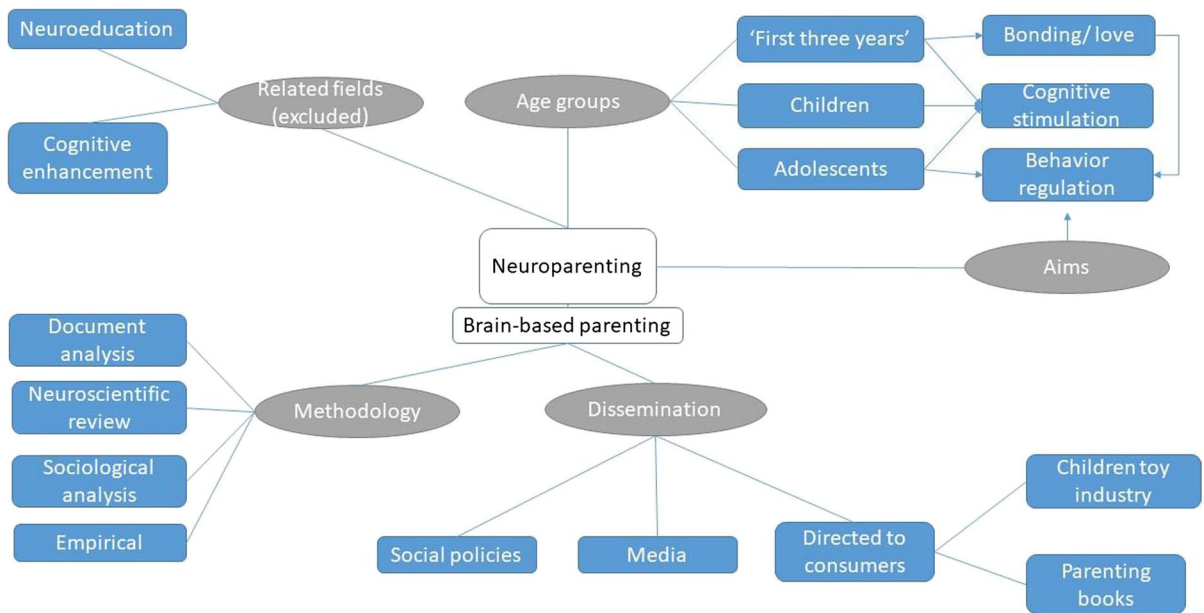 Neuroeducation
Related fields
(excluded)
Cognitive
enhancement
Age groups
‘First three years’
Children
Adolescents
Bonding/ love
Cognitive
stimulation
Behavior
regulation
Neuroparenting
Aims
Brain-based parenting
Document
analysis
Neuroscientific
review
Sociological
analysis
Empirical
Methodology
Dissemination
Social policies
Media
Directed to
consumers
Children toy
industry
Parenting
books